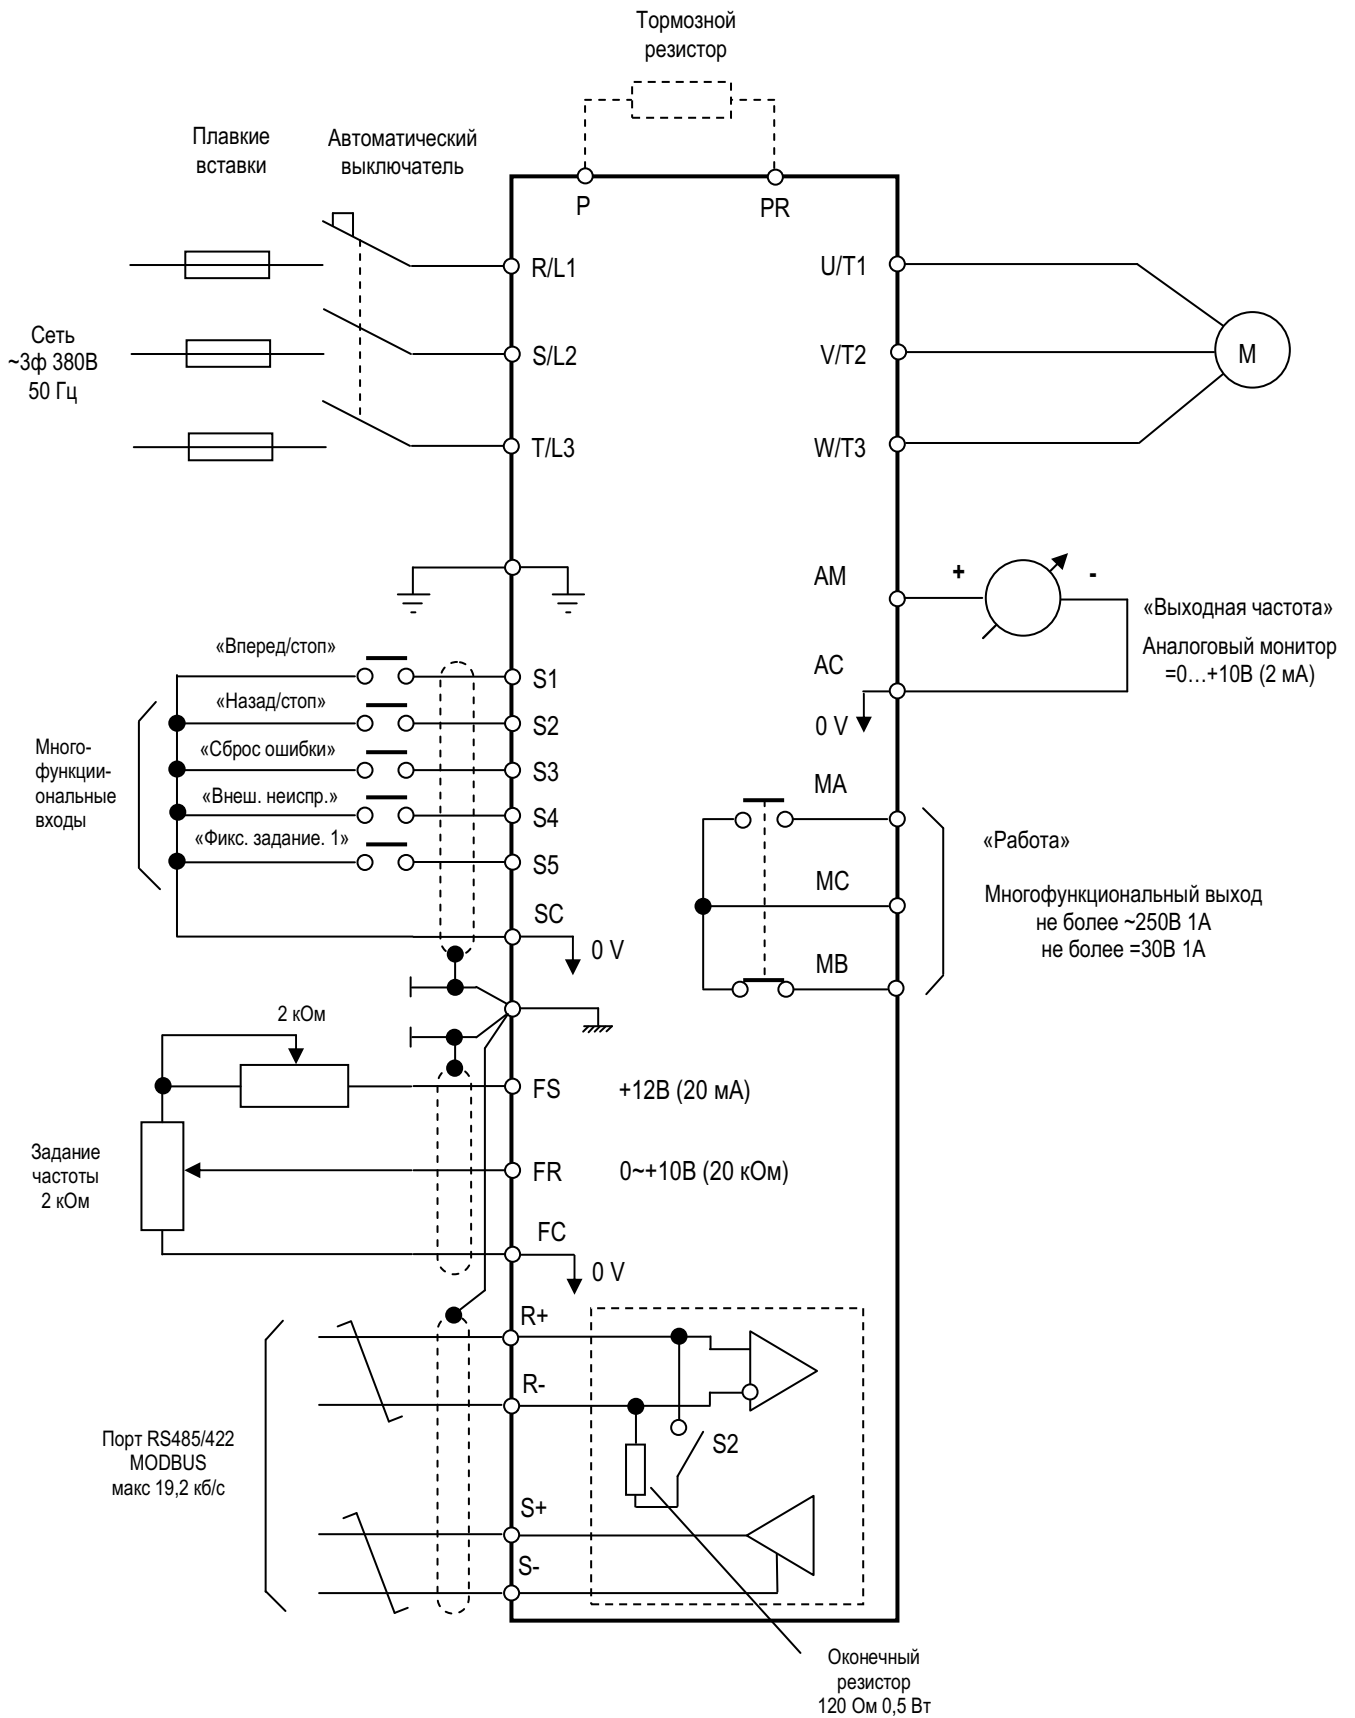 Тормозной
резистор
Плавкие
вставки
Автоматический
выключатель
P
PR
R/L1
U/T1
Сеть
~3ф 380В
50 Гц
S/L2
V/T2
M
T/L3
W/T3
AM
+
-
«Выходная частота»
Аналоговый монитор
=0…+10В (2 мА)
AC
0 V
«Вперед/стоп»
S1
«Назад/стоп»
S2
Много-
функции-
ональные
входы
«Сброс ошибки»
S3
«Внеш. неиспр.»
S4
«Фикс. задание. 1»
S5
SC
0 V
MA
MC
MB
«Работа»
Многофункциональный выход
не более ~250В 1А
не более =30В 1А
2 кОм
FS
+12В (20 мА)
Задание
частоты
2 кОм
FR
0~+10В (20 кОм)
FC
0 V
R+
R-
S2
Порт RS485/422
MODBUS
макс 19,2 кб/с
S+
S-
Оконечный
резистор
120 Ом 0,5 Вт